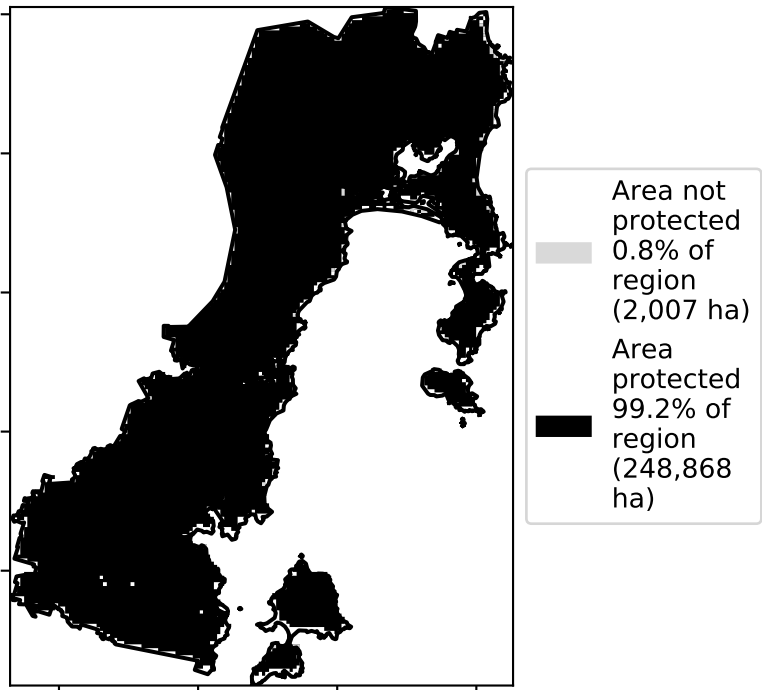 Area not
protected
0.8% of
region
(2,007 ha)
Area
protected
99.2% of
region
(248,868
ha)